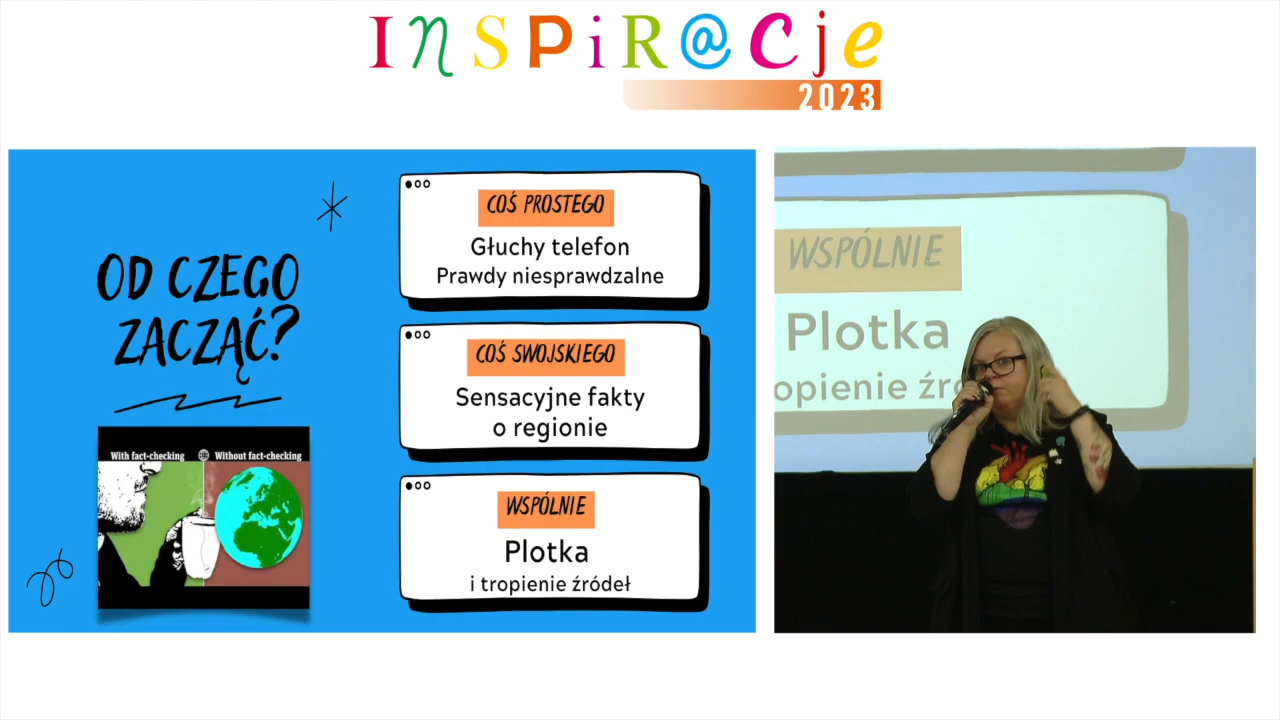 INSPiR@Cje
2023
OD CZEGO
ZACZĄĆ?
With fact-checking
Without fact-checking
COŚ PROSTEGO
Głuchy telefon
Prawdy niesprawdzalne
COŚ SWOJSKIEGO
Sensacyjne fakty
o regionie
WSPÓLNIE
Plotka
i tropienie źródeł
WSPÓLNIE
Plotka
opienie źr